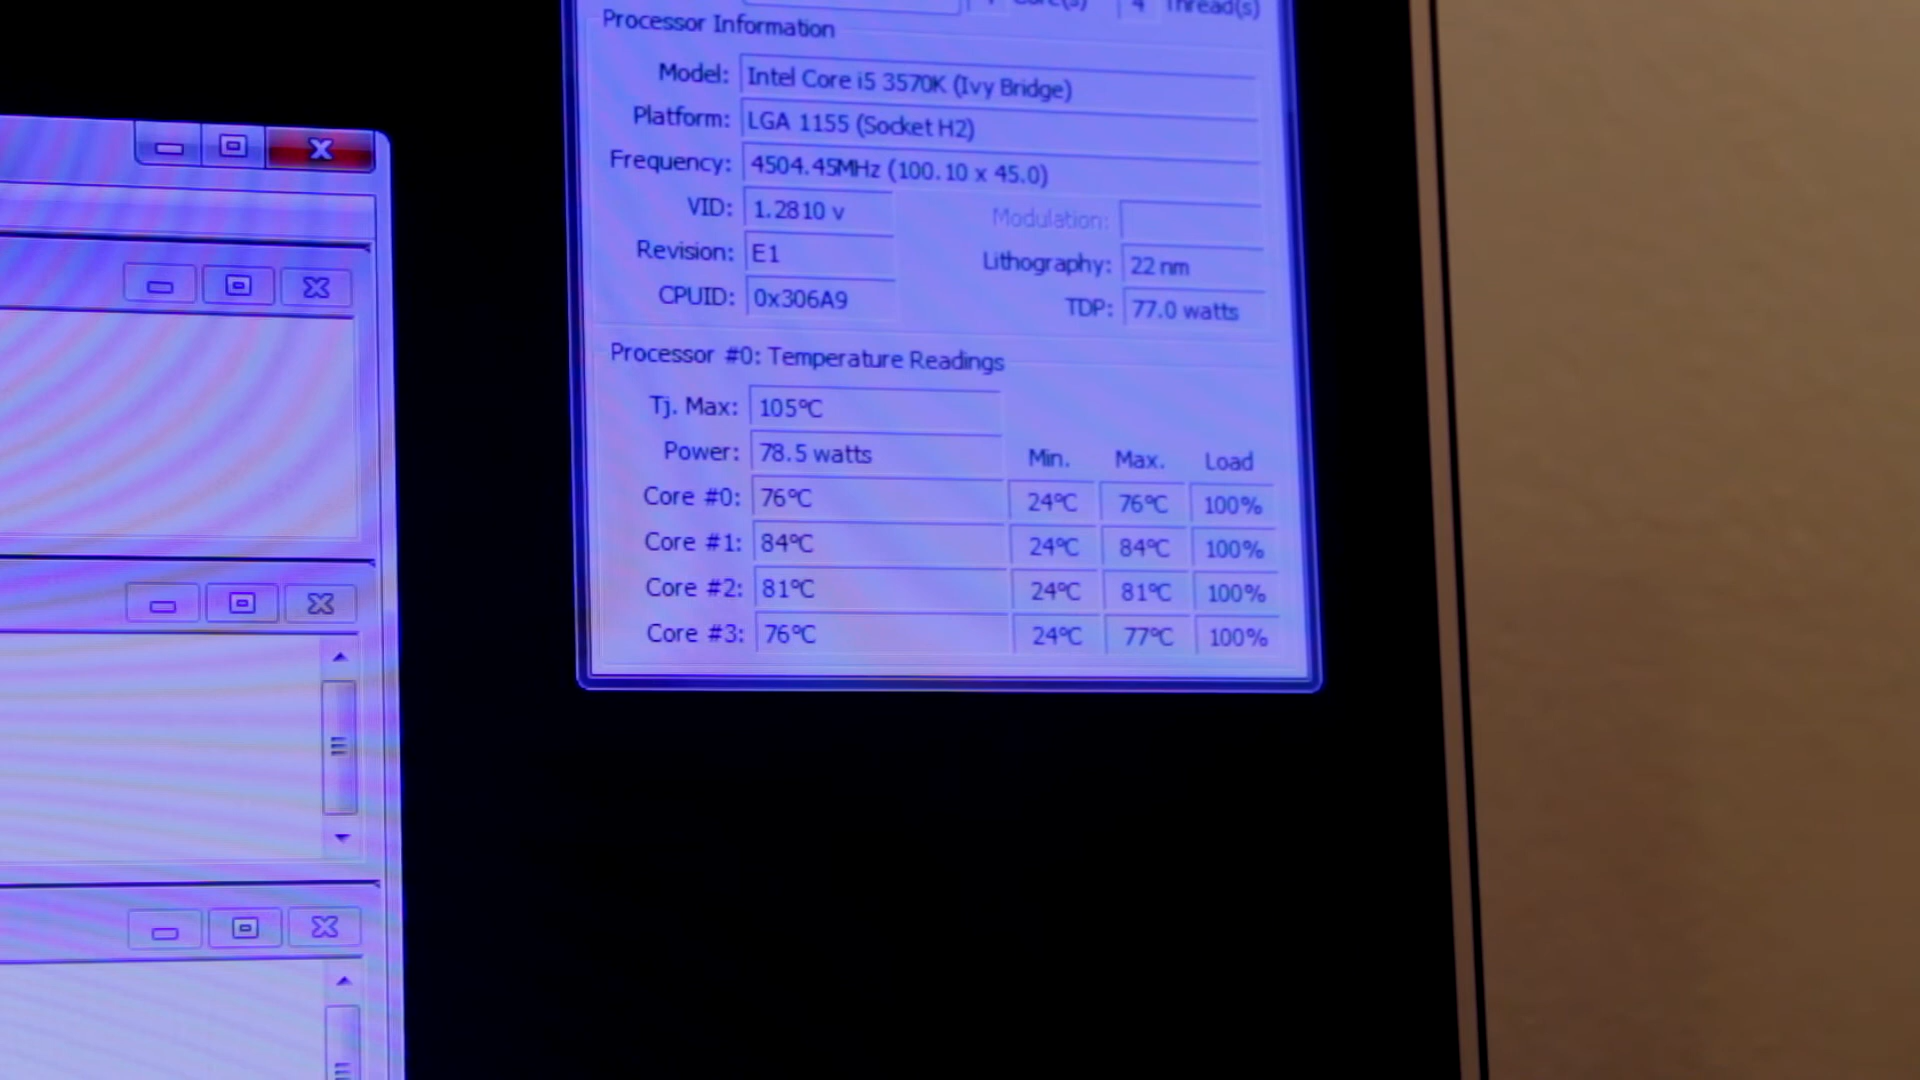 4 Thread(s)
Processor Information
Model: Intel Core i5 3570K (Ivy Bridge)
Platform: LGA 1155 (Socket H2)
Frequency: 4504.45MHz (100.10 x 45.0)
VID: 1.2810 v Modulation:
Revision: E1 Lithography: 22 nm
CPUID: 0x306A9 TDP: 77.0 watts
Processor #0: Temperature Readings
Tj. Max: 105°C
Power: 78.5 watts Min. Max. Load
Core #0: 76°C 24°C 76°C 100%
Core #1: 84°C 24°C 84°C 100%
Core #2: 81°C 24°C 81°C 100%
Core #3: 76°C 24°C 77°C 100%